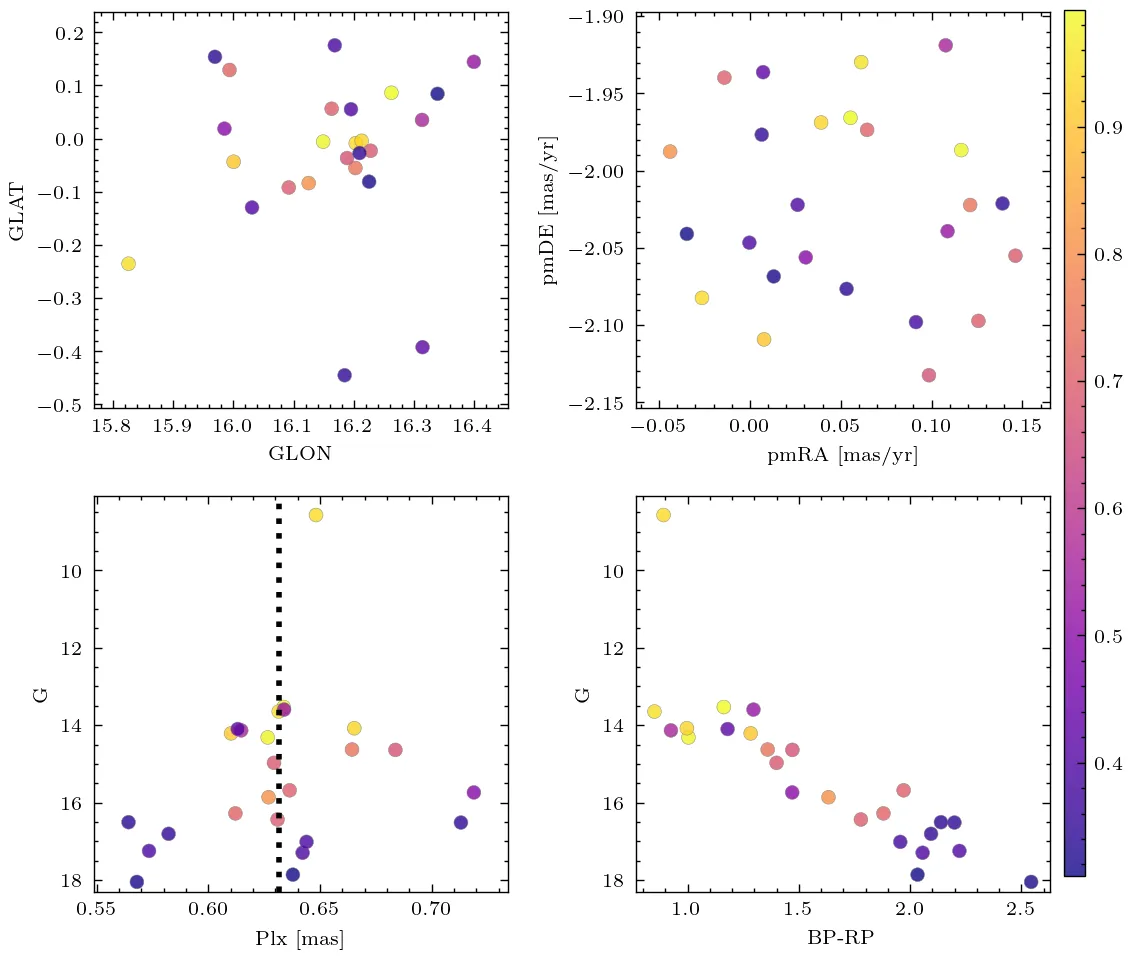 0.2
0.1
0.0
−0.1
−0.2
−0.3
−0.4
−0.5
GLAT
15.8 15.9 16.0 16.1 16.2 16.3 16.4
GLON
−1.90
−1.95
−2.00
−2.05
−2.10
−2.15
pmDE [mas/yr]
−0.05 0.00 0.05 0.10 0.15
pmRA [mas/yr]
10
12
14
16
18
G
0.55 0.60 0.65 0.70
Plx [mas]
10
12
14
16
18
G
1.0 1.5 2.0 2.5
BP-RP
0.9
0.8
0.7
0.6
0.5
0.4